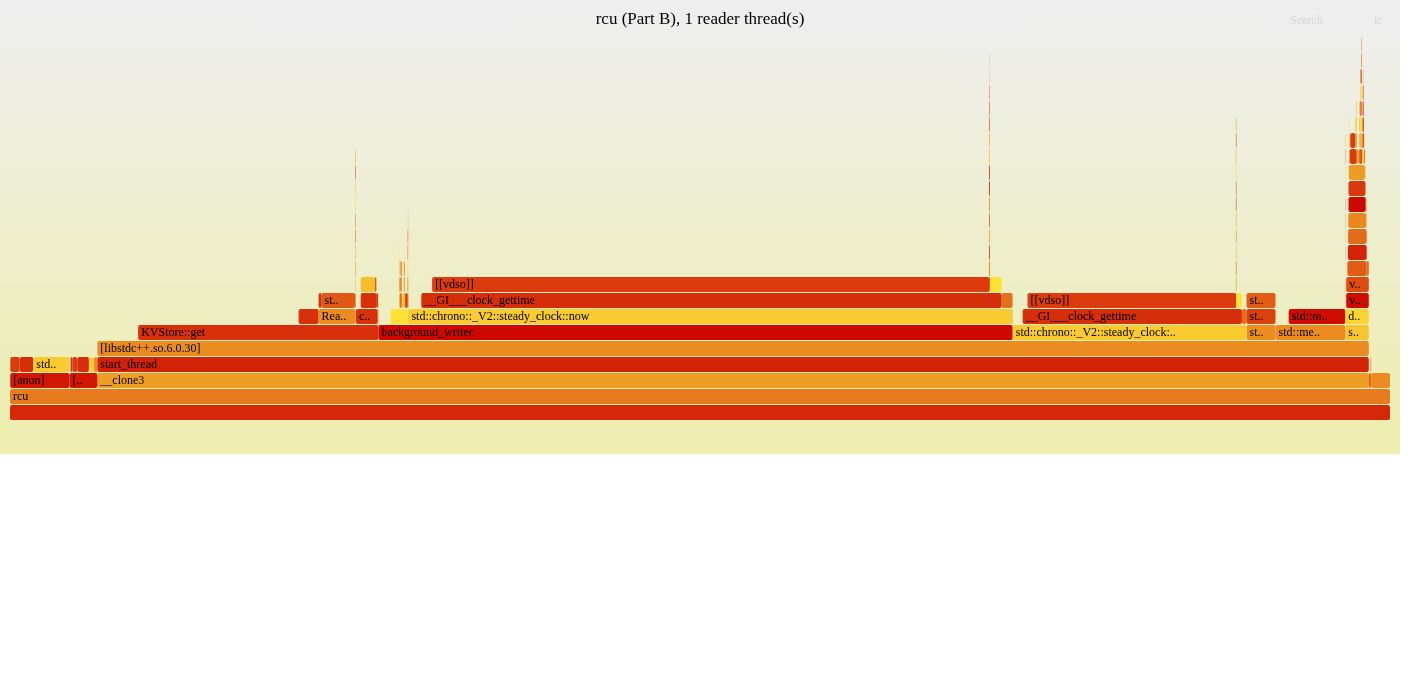 rcu (Part B), 1 reader thread(s)
Search
ic
[[vdso]]
v..
st..
__GI___clock_gettime
[[vdso]]
st..
v..
Rea..
c..
std::chrono::_V2::steady_clock::now
__GI___clock_gettime
st..
std::m..
d..
KVStore::get
background_writer
std::chrono::_V2::steady_clock:..
st..
std::me..
s..
[libstdc++.so.6.0.30]
std..
start_thread
[anon]
[..
__clone3
rcu